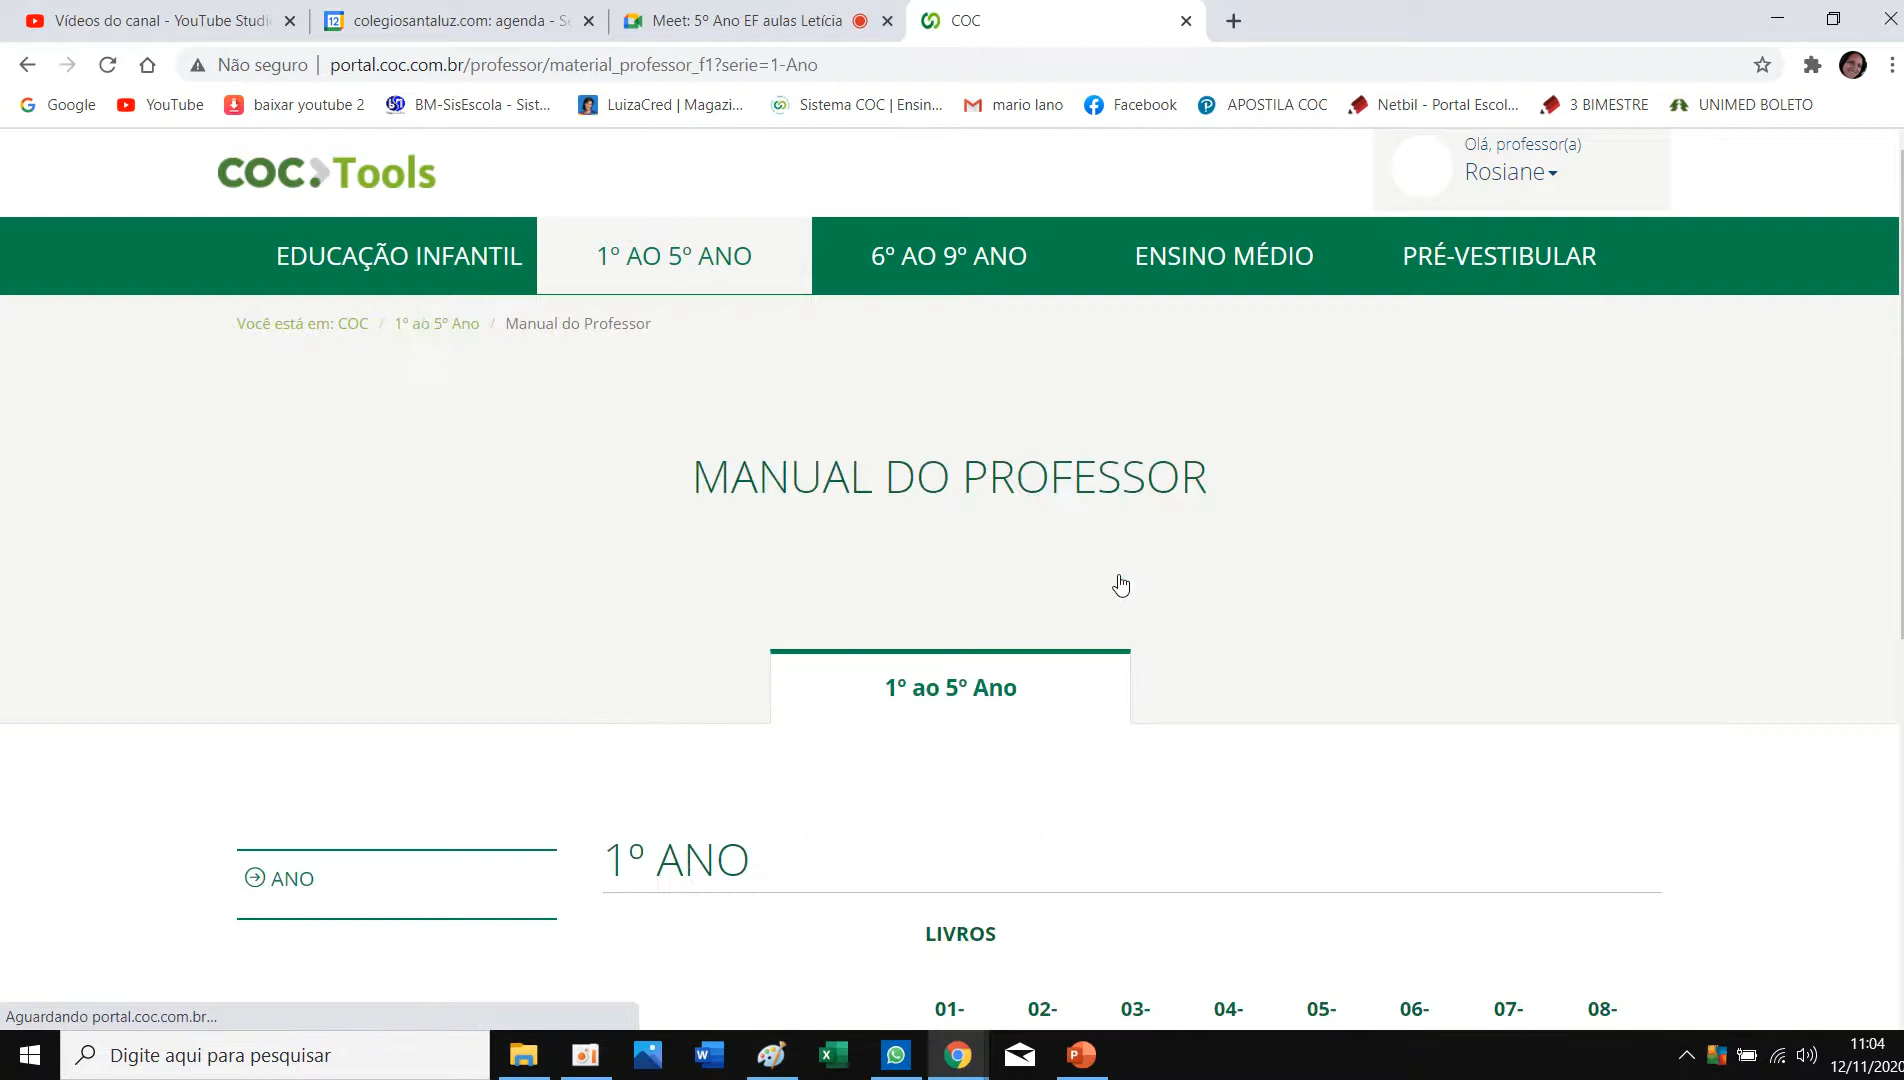 Vídeos do canal - YouTube Studi
colegiosantaluz.com: agenda - Se
Meet: 5º Ano EF aulas Letícia
COC
Não seguro
portal.coc.com.br/professor/material_professor_f1?serie=1-Ano
Google
YouTube
baixar youtube 2
BM-SisEscola - Sist...
LuizaCred | Magazi...
Sistema COC | Ensin...
mario lano
Facebook
APOSTILA COC
Netbil - Portal Escol...
3 BIMESTRE
UNIMED BOLETO
COC Tools
Olá, professor(a)
Rosiane
EDUCAÇÃO INFANTIL
1º AO 5º ANO
6º AO 9º ANO
ENSINO MÉDIO
PRÉ-VESTIBULAR
Você está em: COC / 1º ao 5º Ano / Manual do Professor
MANUAL DO PROFESSOR
1º ao 5º Ano
ANO
1º ANO
LIVROS
01- 02- 03- 04- 05- 06- 07- 08-
Aguardando portal.coc.com.br...
Digite aqui para pesquisar
11:04
12/11/2020